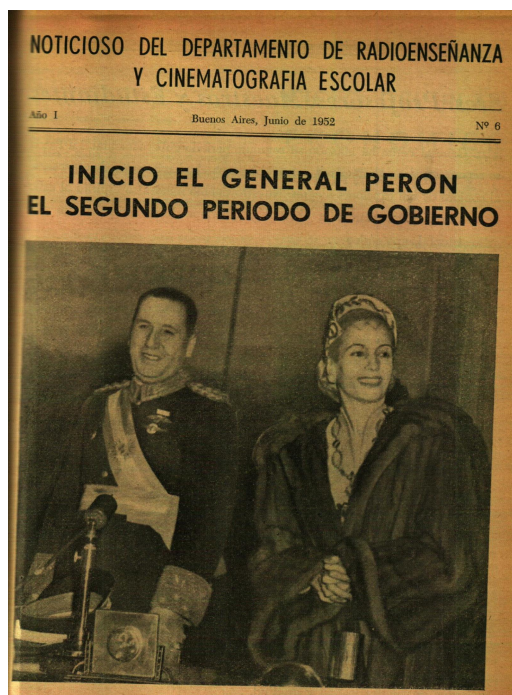 NOTICIOSO DEL DEPARTAMENTO DE RADIOENSEÑANZA
Y CINEMATOGRAFIA ESCOLAR
Año I
Buenos Aires, Junio de 1952
Nº 6
INICIO EL GENERAL PERON
EL SEGUNDO PERIODO DE GOBIERNO